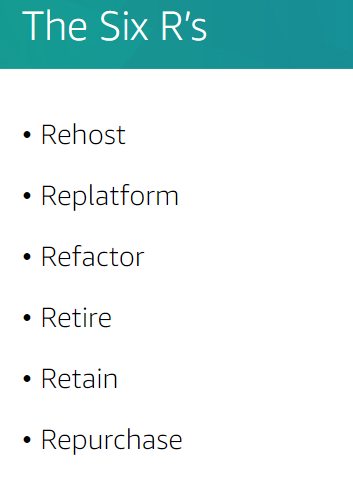 The Six R’s
• Rehost
• Replatform
• Refactor
• Retire
• Retain
• Repurchase